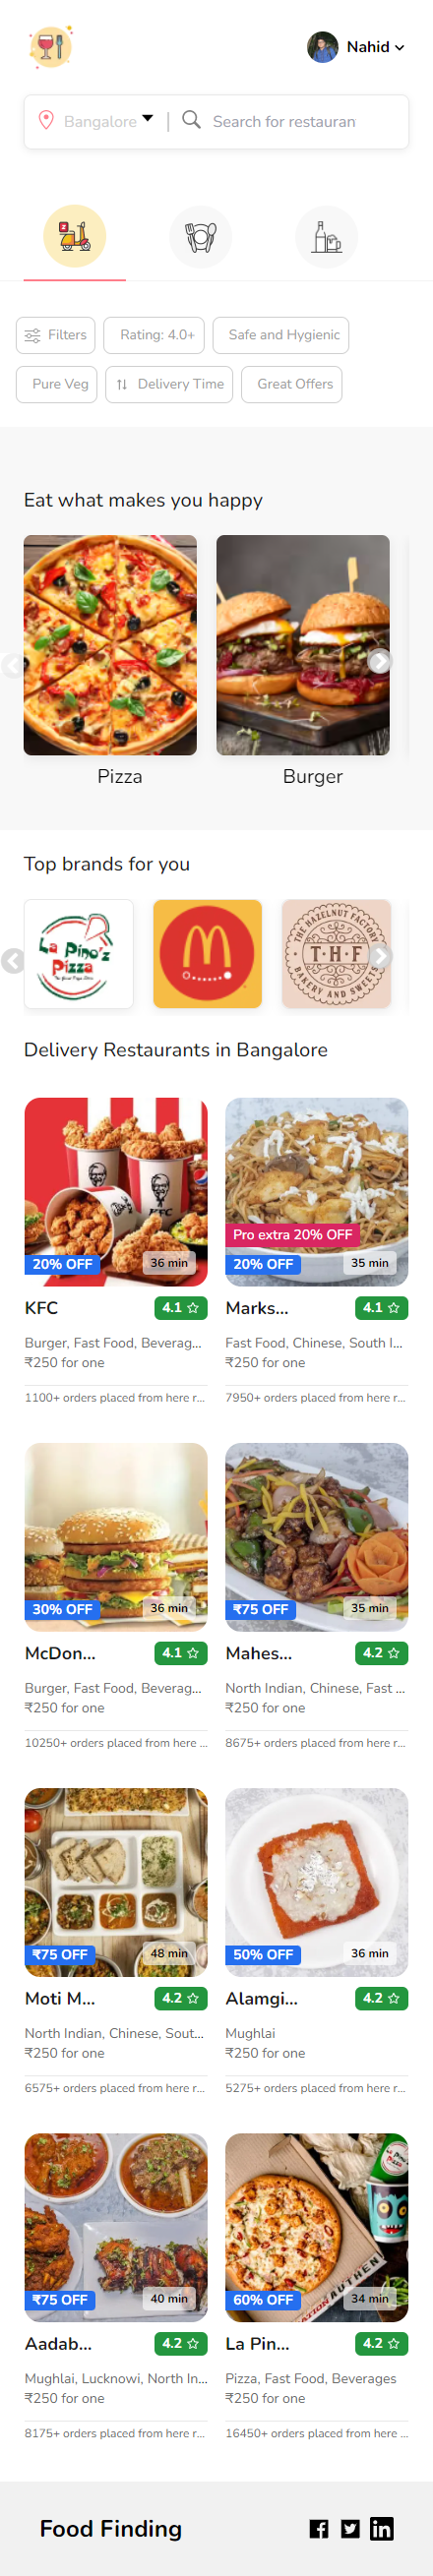 Nahid
Bangalore | Search for restauran
Filters Rating: 4.0+ Safe and Hygienic
Pure Veg Delivery Time Great Offers
Eat what makes you happy
Pizza Burger
Top brands for you
La Pino'z
Pizza
THE HAZELNUT FACTORY
T·H·F
BAKERY AND SWEETS
Delivery Restaurants in Bangalore
KFC
20% OFF 36 min
Pro extra 20% OFF
20% OFF 35 min
KFC 4.1
Burger, Fast Food, Beverag...
₹250 for one
1100+ orders placed from here r...
Marks... 4.1
Fast Food, Chinese, South I...
₹250 for one
7950+ orders placed from here r...
30% OFF 36 min
McDon... 4.1
Burger, Fast Food, Beverag...
₹250 for one
10250+ orders placed from here ...
₹75 OFF 35 min
Mahes... 4.2
North Indian, Chinese, Fast ...
₹250 for one
8675+ orders placed from here r...
₹75 OFF 48 min
Moti M... 4.2
North Indian, Chinese, Sout...
₹250 for one
6575+ orders placed from here r...
50% OFF 36 min
Alamgi... 4.2
Mughlai
₹250 for one
5275+ orders placed from here r...
₹75 OFF 40 min
Aadab... 4.2
Mughlai, Lucknowi, North In...
₹250 for one
8175+ orders placed from here r...
60% OFF 34 min
La Pin... 4.2
Pizza, Fast Food, Beverages
₹250 for one
16450+ orders placed from here ...
Food Finding